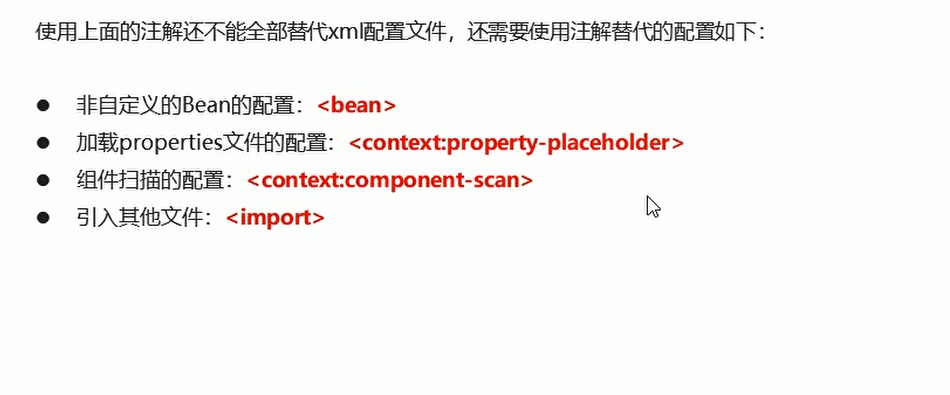 使用上面的注解还不能全部替代xml配置文件，还需要使用注解替代的配置如下：
● 非自定义的Bean的配置：<bean>
● 加载properties文件的配置：<context:property-placeholder>
● 组件扫描的配置：<context:component-scan>
● 引入其他文件：<import>